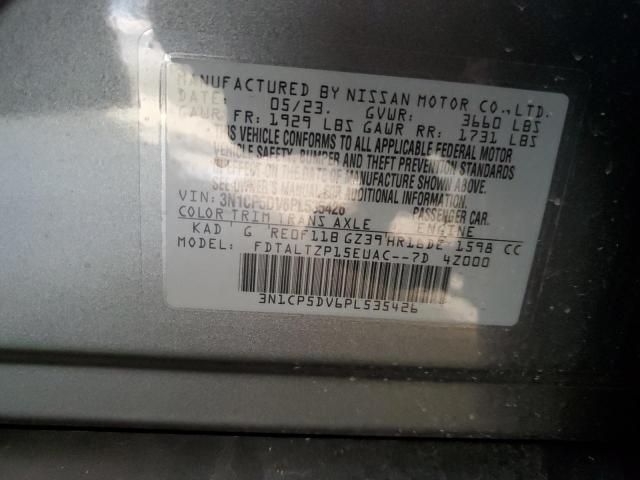 MANUFACTURED BY NISSAN MOTOR CO., LTD.
DATE: 05/23. GVWR: 3660 LBS
GAWR FR: 1929 LBS GAWR RR: 1731 LBS
THIS VEHICLE CONFORMS TO ALL APPLICABLE FEDERAL MOTOR
VEHICLE SAFETY, BUMPER AND THEFT PREVENTION STANDARDS
IN EFFECT ON THE DATE OF MANUFACTURE SHOWN ABOVE.
SEE OWNER'S MANUAL FOR ADDITIONAL INFORMATION.
VIN: 3N1CP5DV6PL535426 PASSENGER CAR.
COLOR TRIM TRANS AXLE ENGINE
KAD G RE0F11B GZ39 HR16DE 1598 CC
MODEL: FDTALTZP15EUAC--7D 4Z000
3N1CP5DV6PL535426